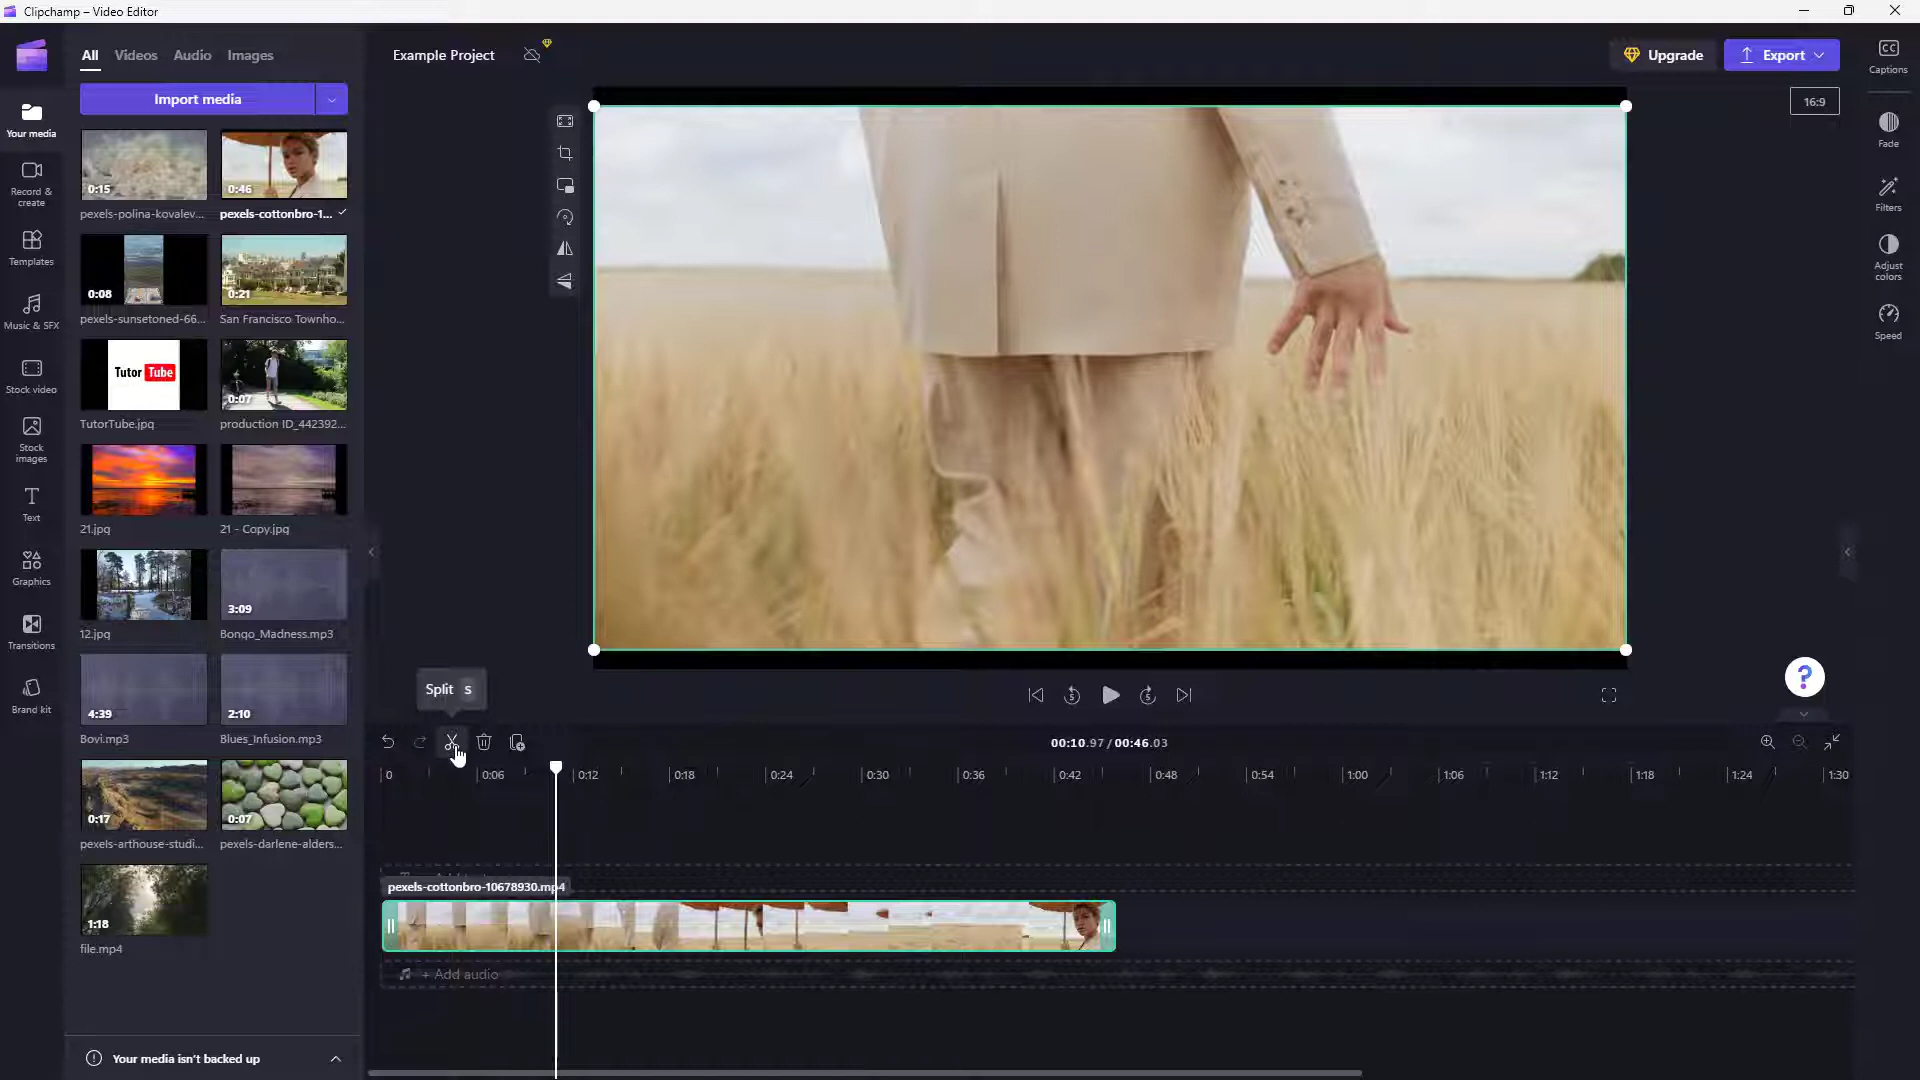 Clipchamp – Video Editor
All Videos Audio Images
Import media
Example Project
Upgrade
Export
16:9
Captions
Fade
Filters
Adjust
colors
Speed
Your media
Record &
create
Templates
Music & SFX
Stock video
Stock
images
Text
Graphics
Transitions
Brand kit
0:15
0:46
pexels-polina-kovalev...
pexels-cottonbro-1...
0:08
0:21
pexels-sunsetoned-66...
San Francisco Townho...
Tutor Tube
0:07
TutorTube.jpg
production ID_442392...
21.jpg
21 - Copy.jpg
3:09
12.jpg
Bongo_Madness.mp3
4:39
2:10
Bovi.mp3
Blues_Infusion.mp3
0:17
0:07
pexels-arthouse-studi...
pexels-darlene-alders...
1:18
file.mp4
Your media isn't backed up
Split S
5
5
?
00:10.97 / 00:46.03
0 0:06 0:12 0:18 0:24 0:30 0:36 0:42 0:48 0:54 1:00 1:06 1:12 1:18 1:24 1:30
pexels-cottonbro-10678930.mp4
+ Add audio